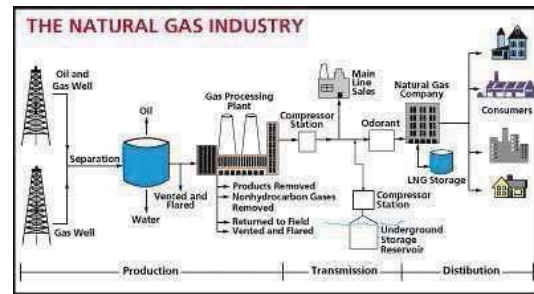 THE NATURAL GAS INDUSTRY
Oil and
Gas Well
Gas Well
Separation
Oil
Water
Vented and
Flared
Gas Processing
Plant
Products Removed
Nonhydrocarbon Gases
Removed
Returned to Field
Vented and Flared
Compressor
Station
Main
Line
Sales
Odorant
Compressor
Station
Underground
Storage
Reservoir
Natural Gas
Company
LNG Storage
Consumers
Production
Transmission
Distibution